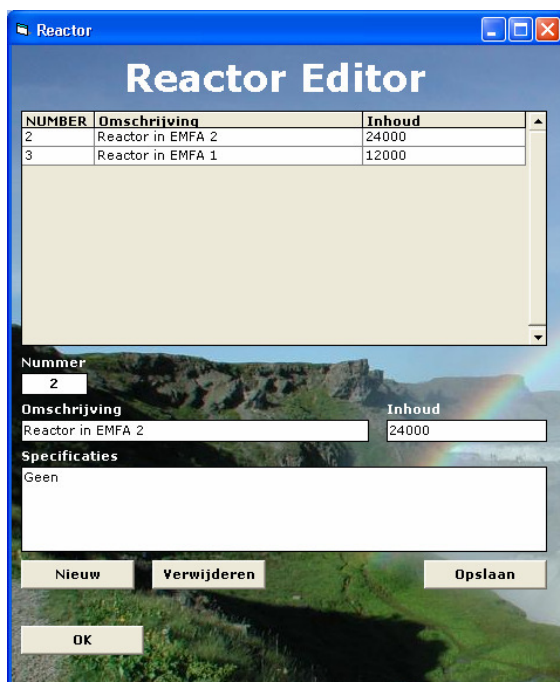 Reactor
Reactor Editor
NUMBER Omschrijving Inhoud
2 Reactor in EMFA 2 24000
3 Reactor in EMFA 1 12000
Nummer
2
Omschrijving Inhoud
Reactor in EMFA 2 24000
Specificaties
Geen
Nieuw Verwijderen Opslaan
OK